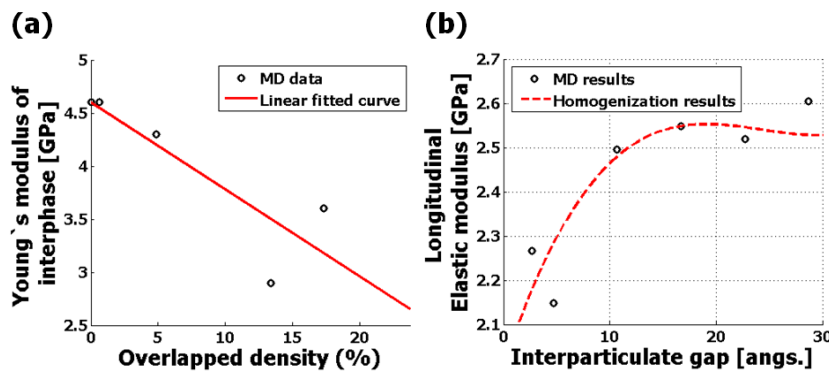 (a)
Young`s modulus of
interphase [GPa]
5
4.5
4
3.5
3
2.5
0
5
10
15
20
MD data
Linear fitted curve
Overlapped density (%)
(b)
Longitudinal
Elastic modulus [GPa]
2.7
2.6
2.5
2.4
2.3
2.2
2.1
0
10
20
30
MD results
Homogenization results
Interparticulate gap [angs.]